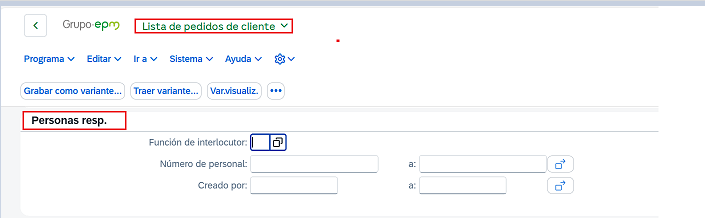 Grupo·epm Lista de pedidos de cliente
Programa Editar Ir a Sistema Ayuda
Grabar como variante... Traer variante... Var.visualiz. •••
Personas resp.
Función de interlocutor:
Número de personal: a:
Creado por: a: